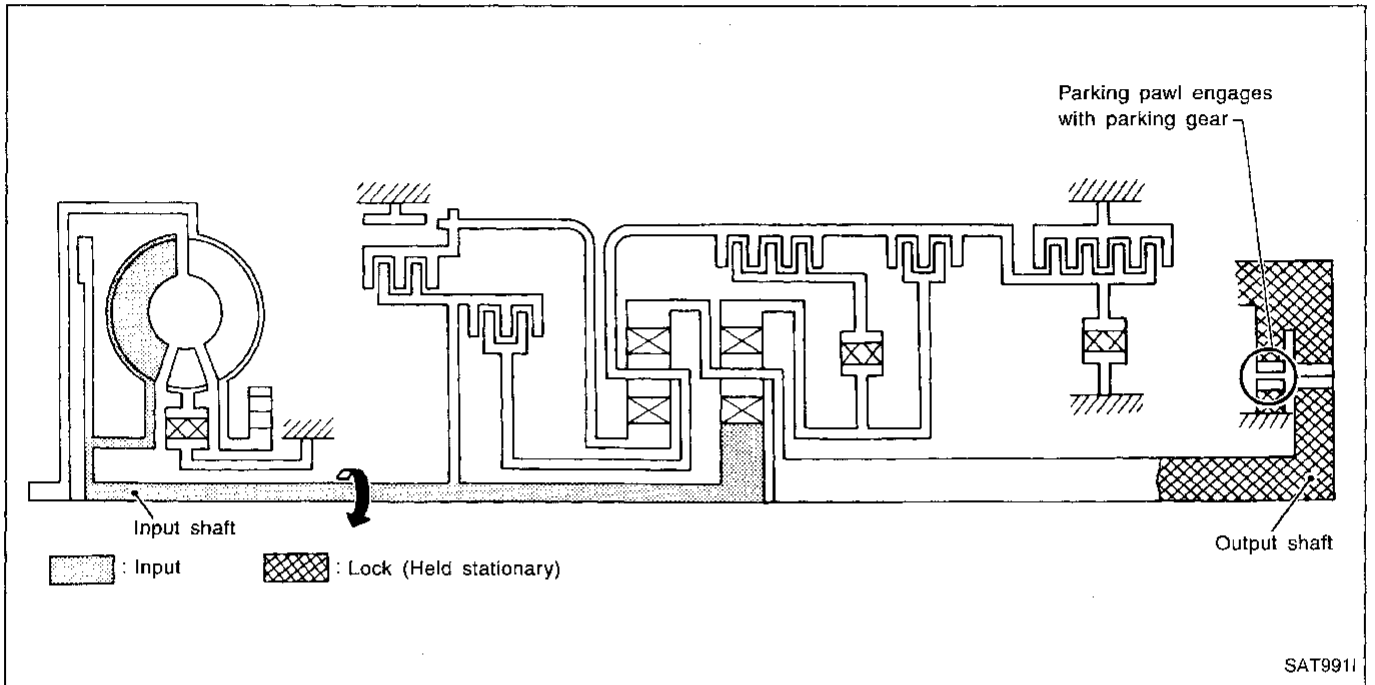 Parking pawl engages
with parking gear
Input shaft
Output shaft
: Input
: Lock (Held stationary)
SAT991I